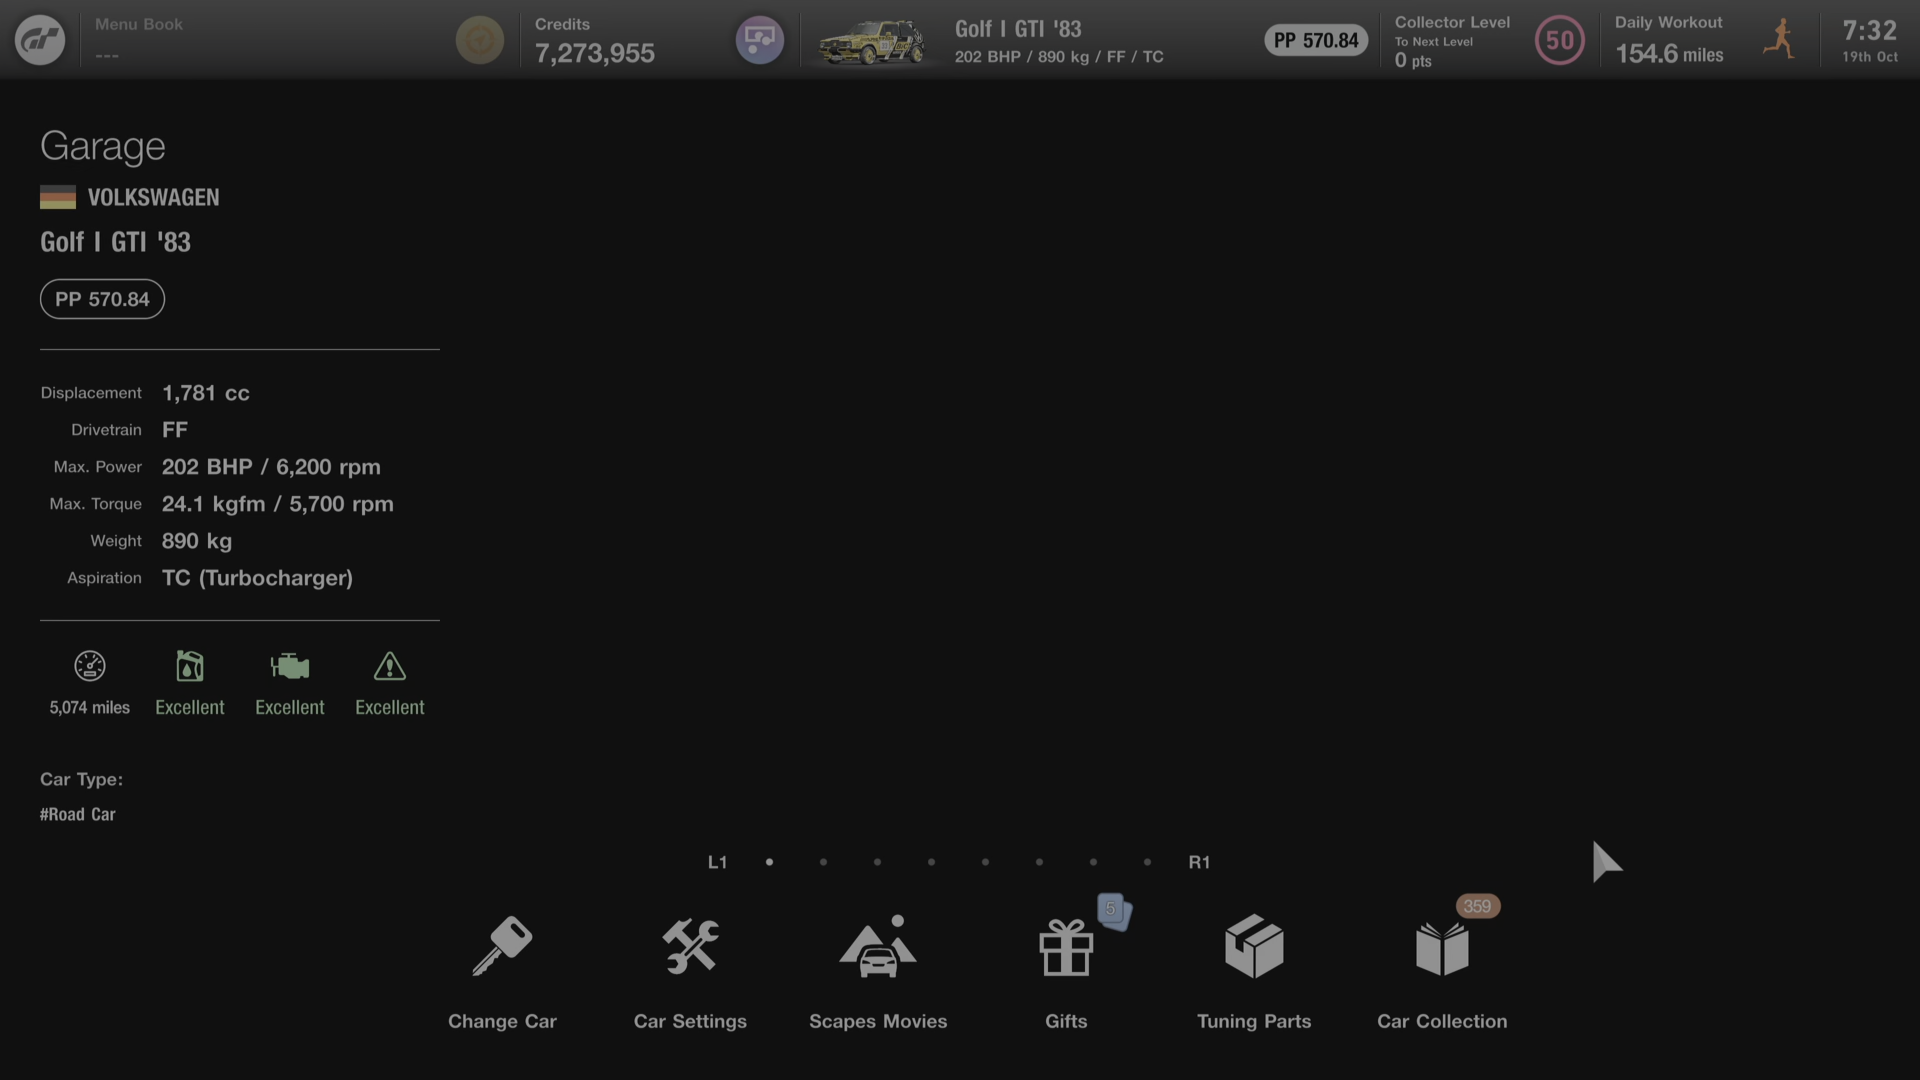 Menu Book
---
Credits
7,273,955
Golf I GTI '83
202 BHP / 890 kg / FF / TC
PP 570.84
Collector Level
To Next Level
0 pts
50
Daily Workout
154.6 miles
7:32
19th Oct
Garage
VOLKSWAGEN
Golf I GTI '83
PP 570.84
Displacement 1,781 cc
Drivetrain FF
Max. Power 202 BHP / 6,200 rpm
Max. Torque 24.1 kgfm / 5,700 rpm
Weight 890 kg
Aspiration TC (Turbocharger)
5,074 miles Excellent Excellent Excellent
Car Type:
#Road Car
L1 R1
5
359
Change Car Car Settings Scapes Movies Gifts Tuning Parts Car Collection